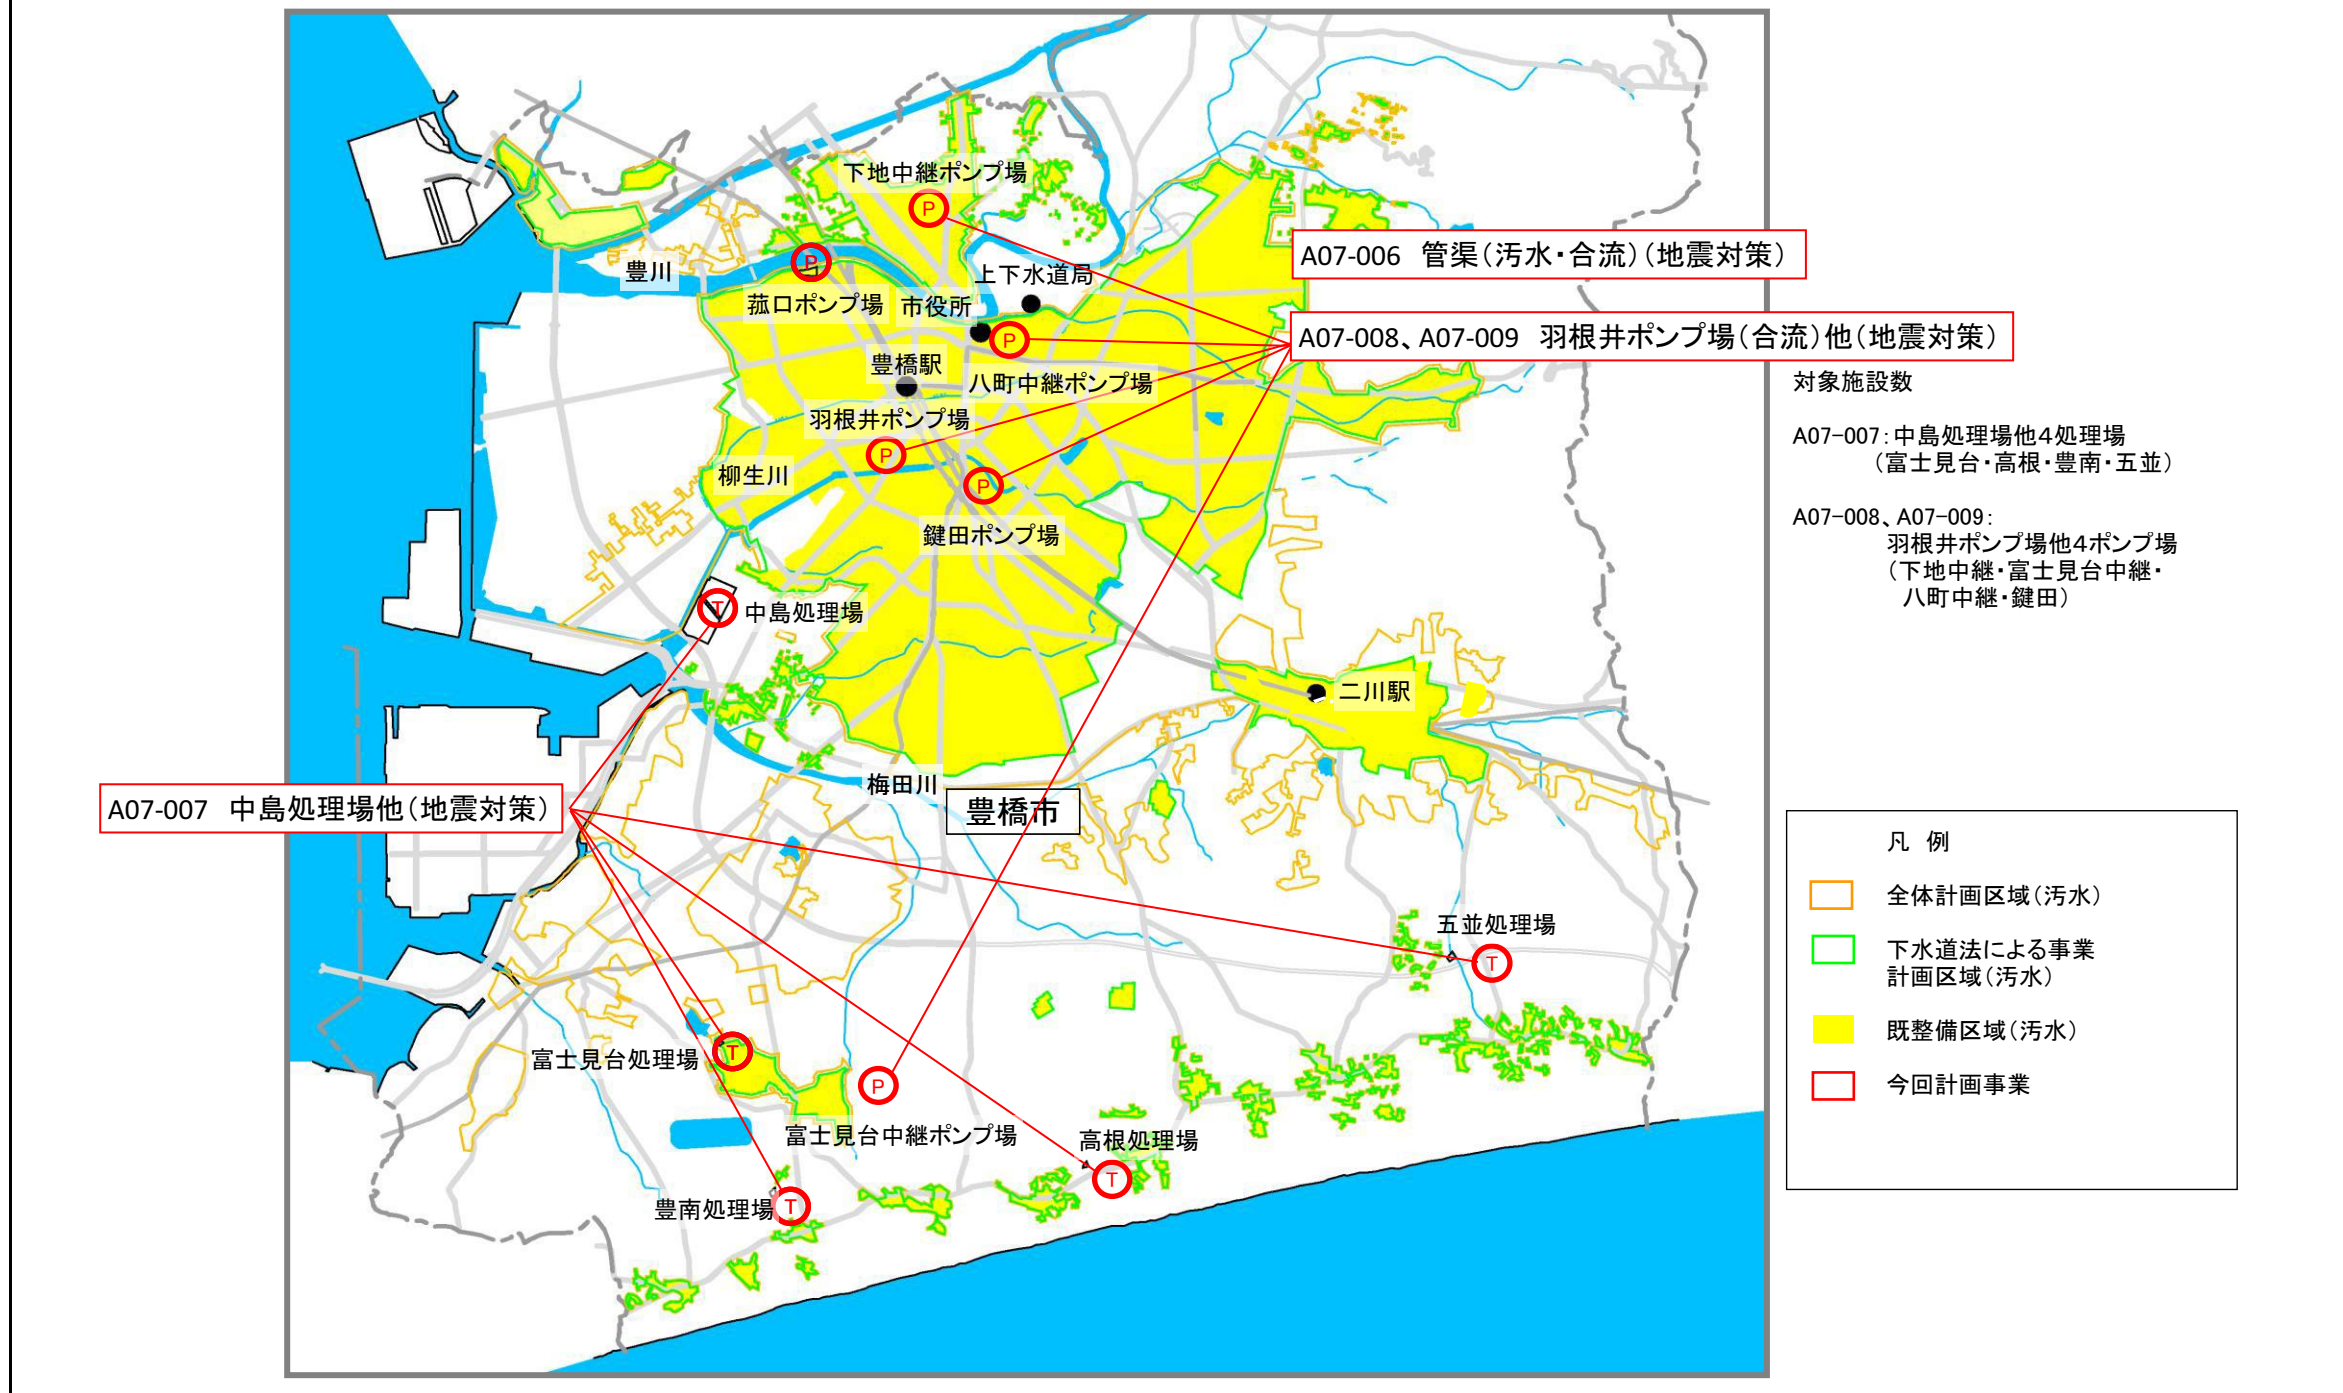 下地中継ポンプ場
P
A07-006 管渠(汚水・合流)(地震対策)
P
豊川
上下水道局
菰口ポンプ場
市役所
P
A07-008、A07-009 羽根井ポンプ場(合流)他(地震対策)
豊橋駅
八町中継ポンプ場
対象施設数
羽根井ポンプ場
A07-007:中島処理場他4処理場
(富士見台・高根・豊南・五並)
P
柳生川
P
A07-008、A07-009:
羽根井ポンプ場他4ポンプ場
(下地中継・富士見台中継・
八町中継・鍵田)
鍵田ポンプ場
T
中島処理場
二川駅
梅田川
A07-007 中島処理場他(地震対策)
豊橋市
凡 例
全体計画区域(汚水)
下水道法による事業
計画区域(汚水)
既整備区域(汚水)
今回計画事業
五並処理場
T
富士見台処理場
T
P
富士見台中継ポンプ場
高根処理場
T
豊南処理場
T